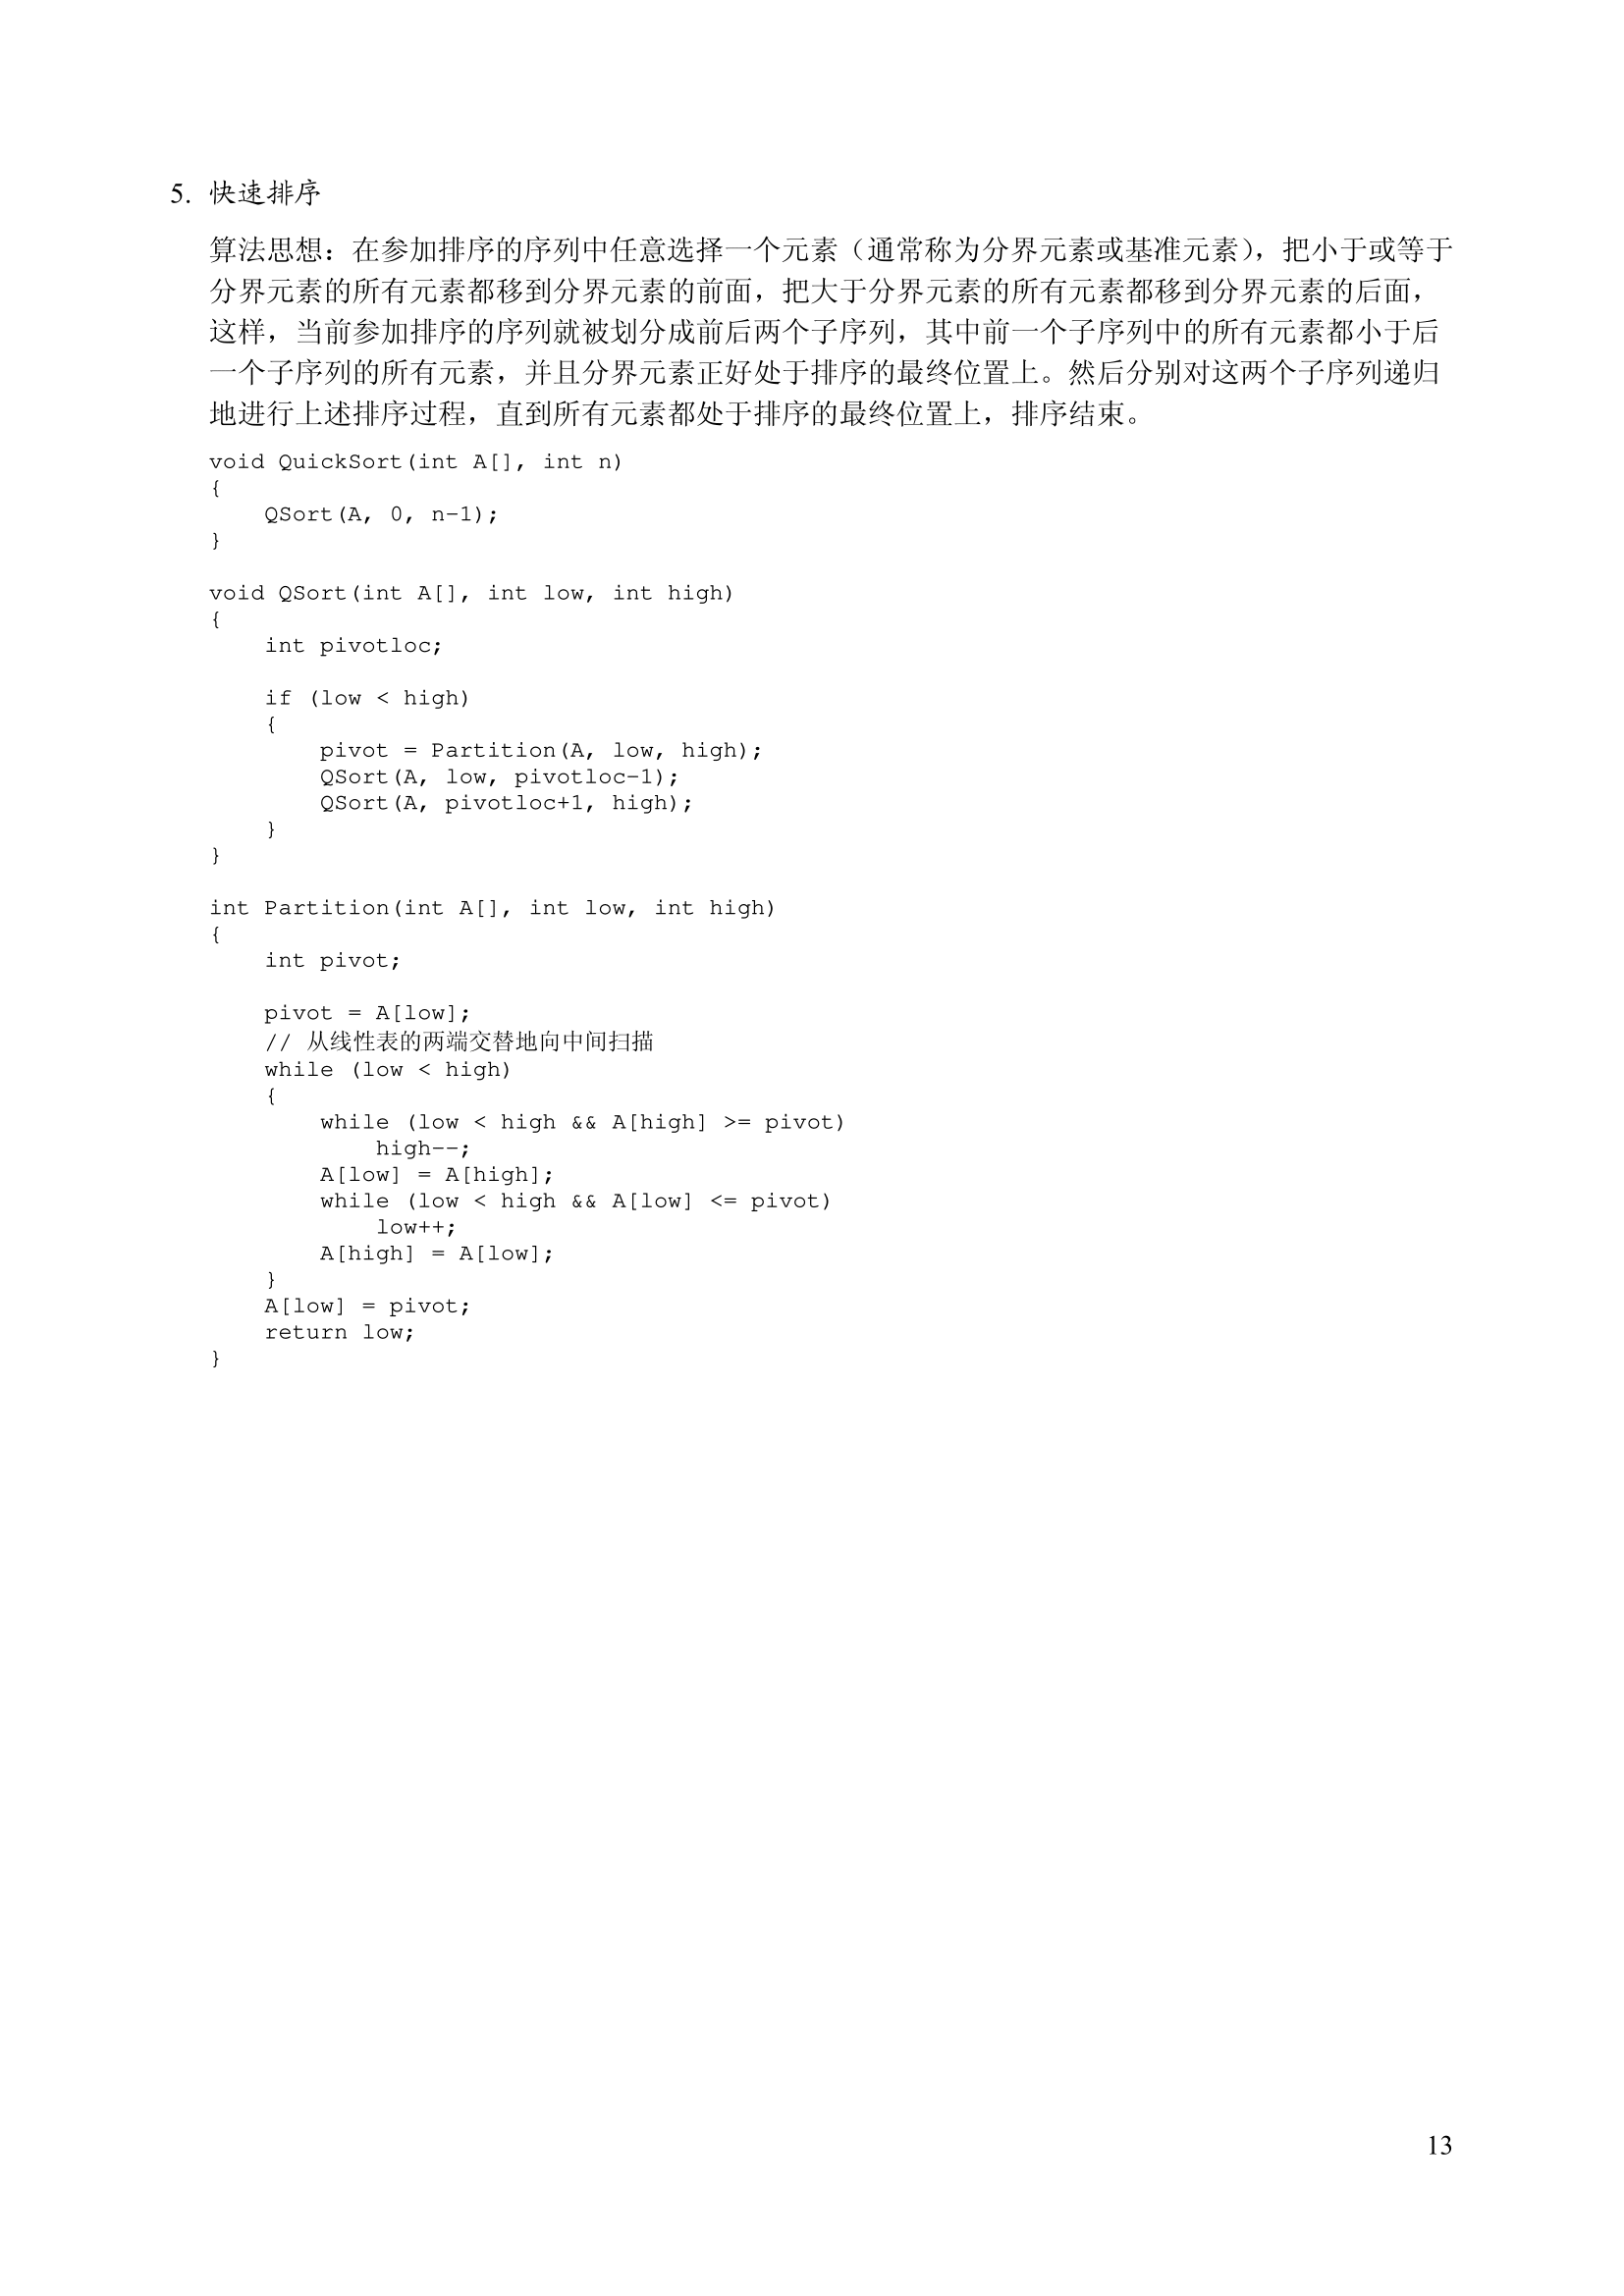 5. 快速排序
算法思想：在参加排序的序列中任意选择一个元素（通常称为分界元素或基准元素），把小于或等于
分界元素的所有元素都移到分界元素的前面，把大于分界元素的所有元素都移到分界元素的后面，
这样，当前参加排序的序列就被划分成前后两个子序列，其中前一个子序列中的所有元素都小于后
一个子序列的所有元素，并且分界元素正好处于排序的最终位置上。然后分别对这两个子序列递归
地进行上述排序过程，直到所有元素都处于排序的最终位置上，排序结束。
void QuickSort(int A[], int n)
{
    QSort(A, 0, n-1);
}
void QSort(int A[], int low, int high)
{
    int pivotloc;
    if (low < high)
    {
        pivot = Partition(A, low, high);
        QSort(A, low, pivotloc-1);
        QSort(A, pivotloc+1, high);
    }
}
int Partition(int A[], int low, int high)
{
    int pivot;
    pivot = A[low];
    // 从线性表的两端交替地向中间扫描
    while (low < high)
    {
        while (low < high && A[high] >= pivot)
            high--;
        A[low] = A[high];
        while (low < high && A[low] <= pivot)
            low++;
        A[high] = A[low];
    }
    A[low] = pivot;
    return low;
}
13